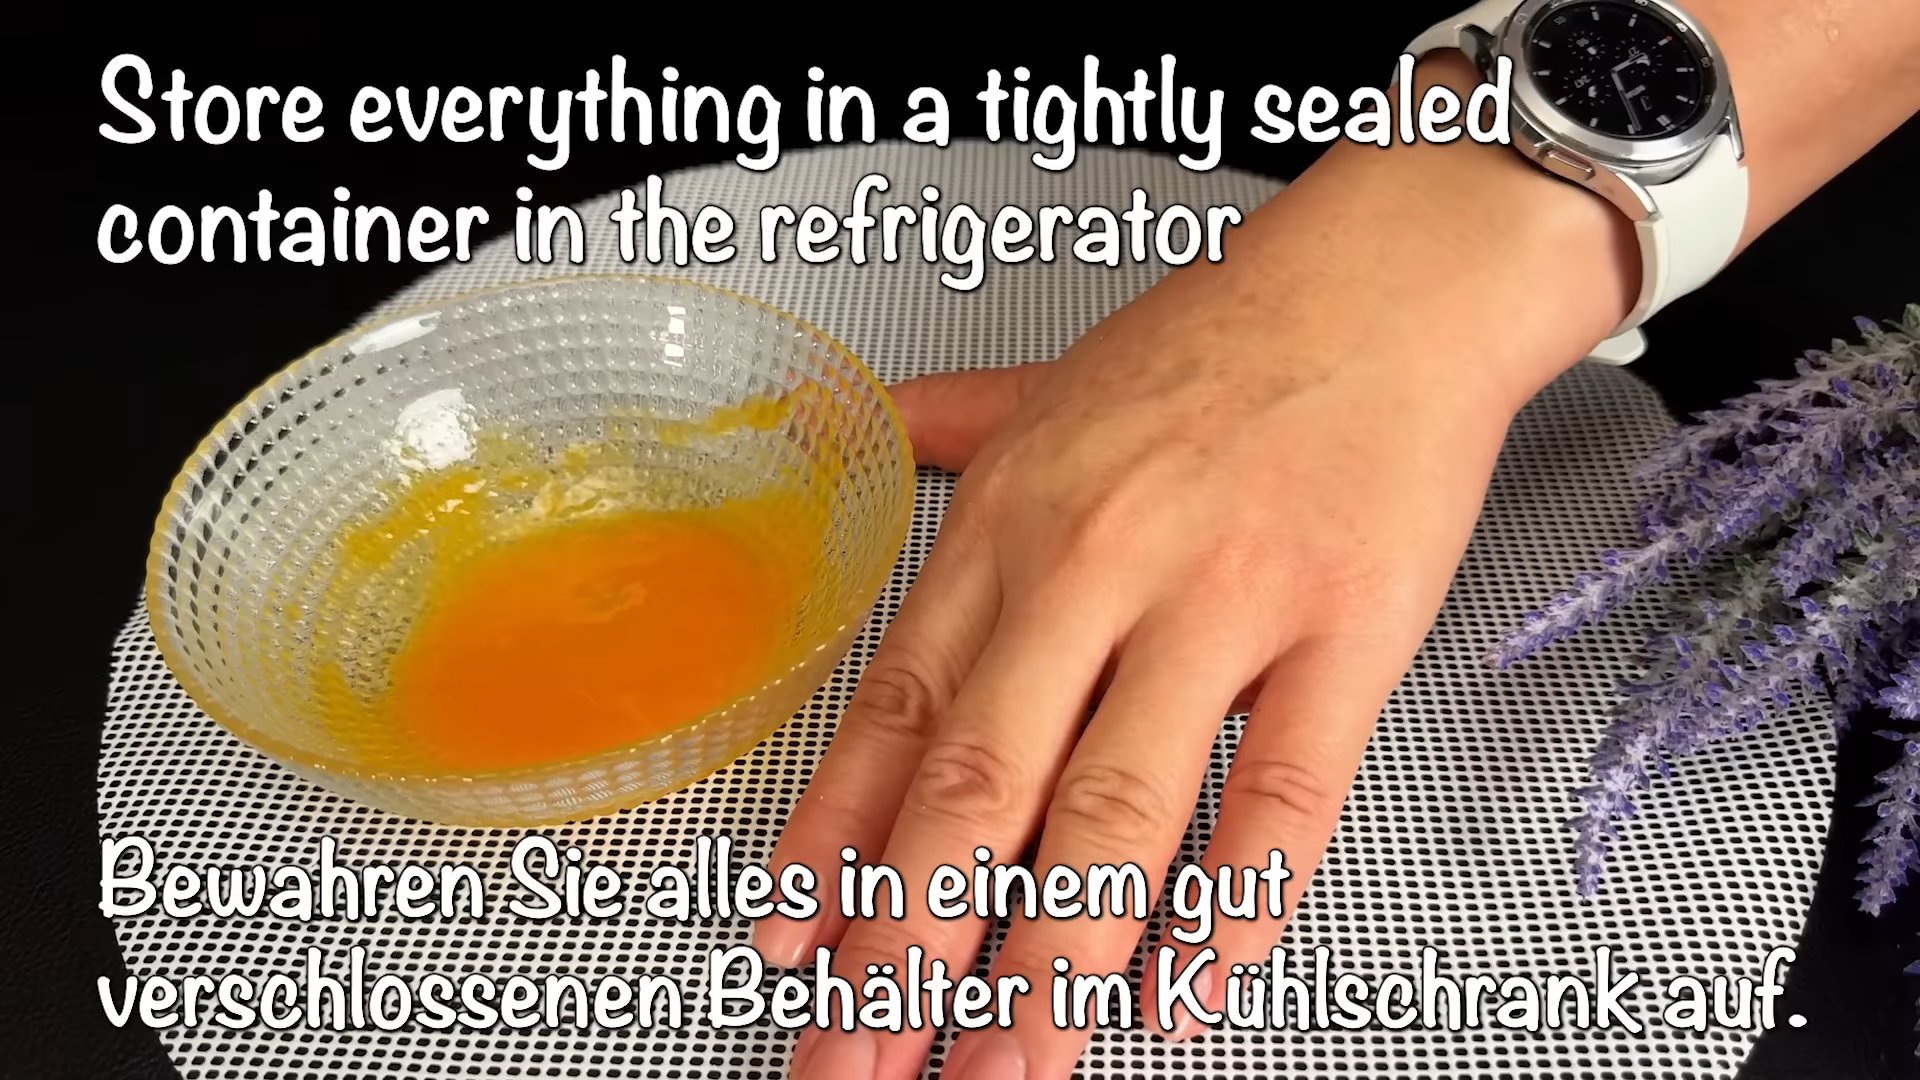 Store everything in a tightly sealed
container in the refrigerator
Bewahren Sie alles in einem gut
verschlossenen Behälter im Kühlschrank auf.